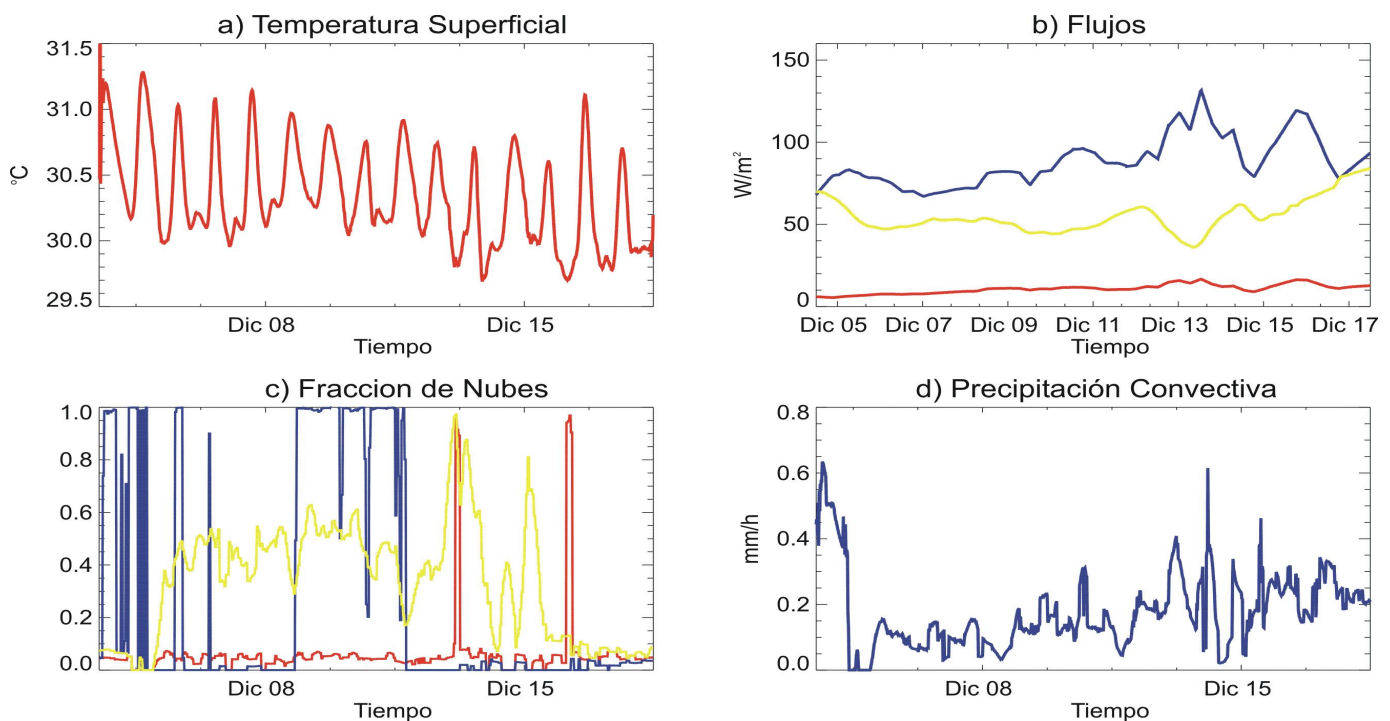 a) Temperatura Superficial
31.5
31.0
30.5
30.0
29.5
°C
Dic 08
Dic 15
Tiempo
b) Flujos
150
100
50
0
W/m²
Dic 05
Dic 07
Dic 09
Dic 11
Dic 13
Dic 15
Dic 17
Tiempo
c) Fraccion de Nubes
1.0
0.8
0.6
0.4
0.2
0.0
Dic 08
Dic 15
Tiempo
d) Precipitación Convectiva
0.8
0.6
0.4
0.2
0.0
mm/h
Dic 08
Dic 15
Tiempo